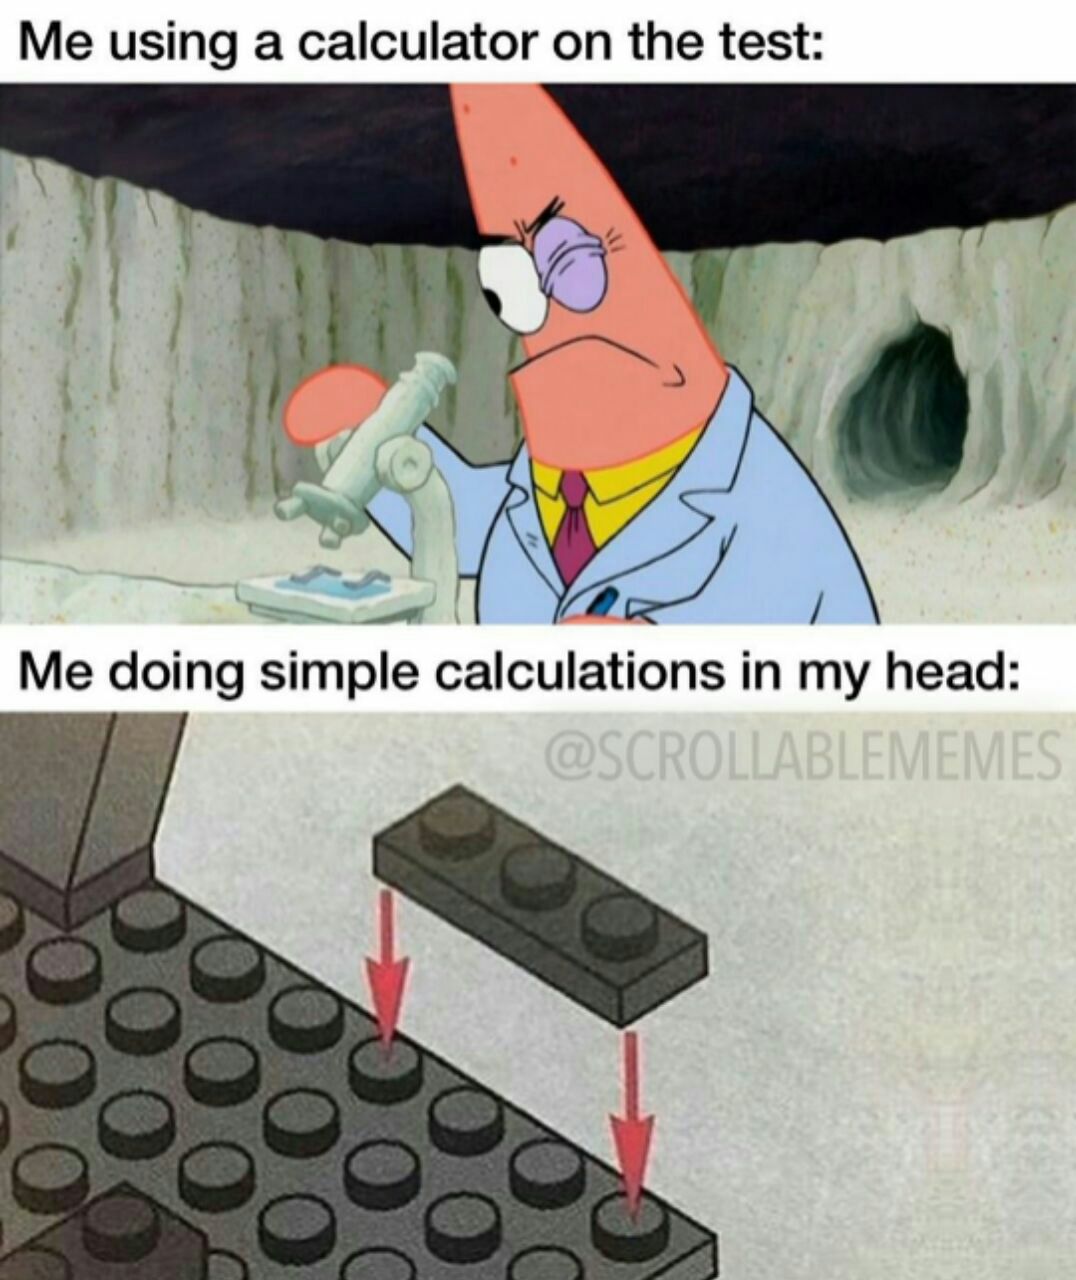 Me using a calculator on the test:
Me doing simple calculations in my head:
@SCROLLABLEMEMES